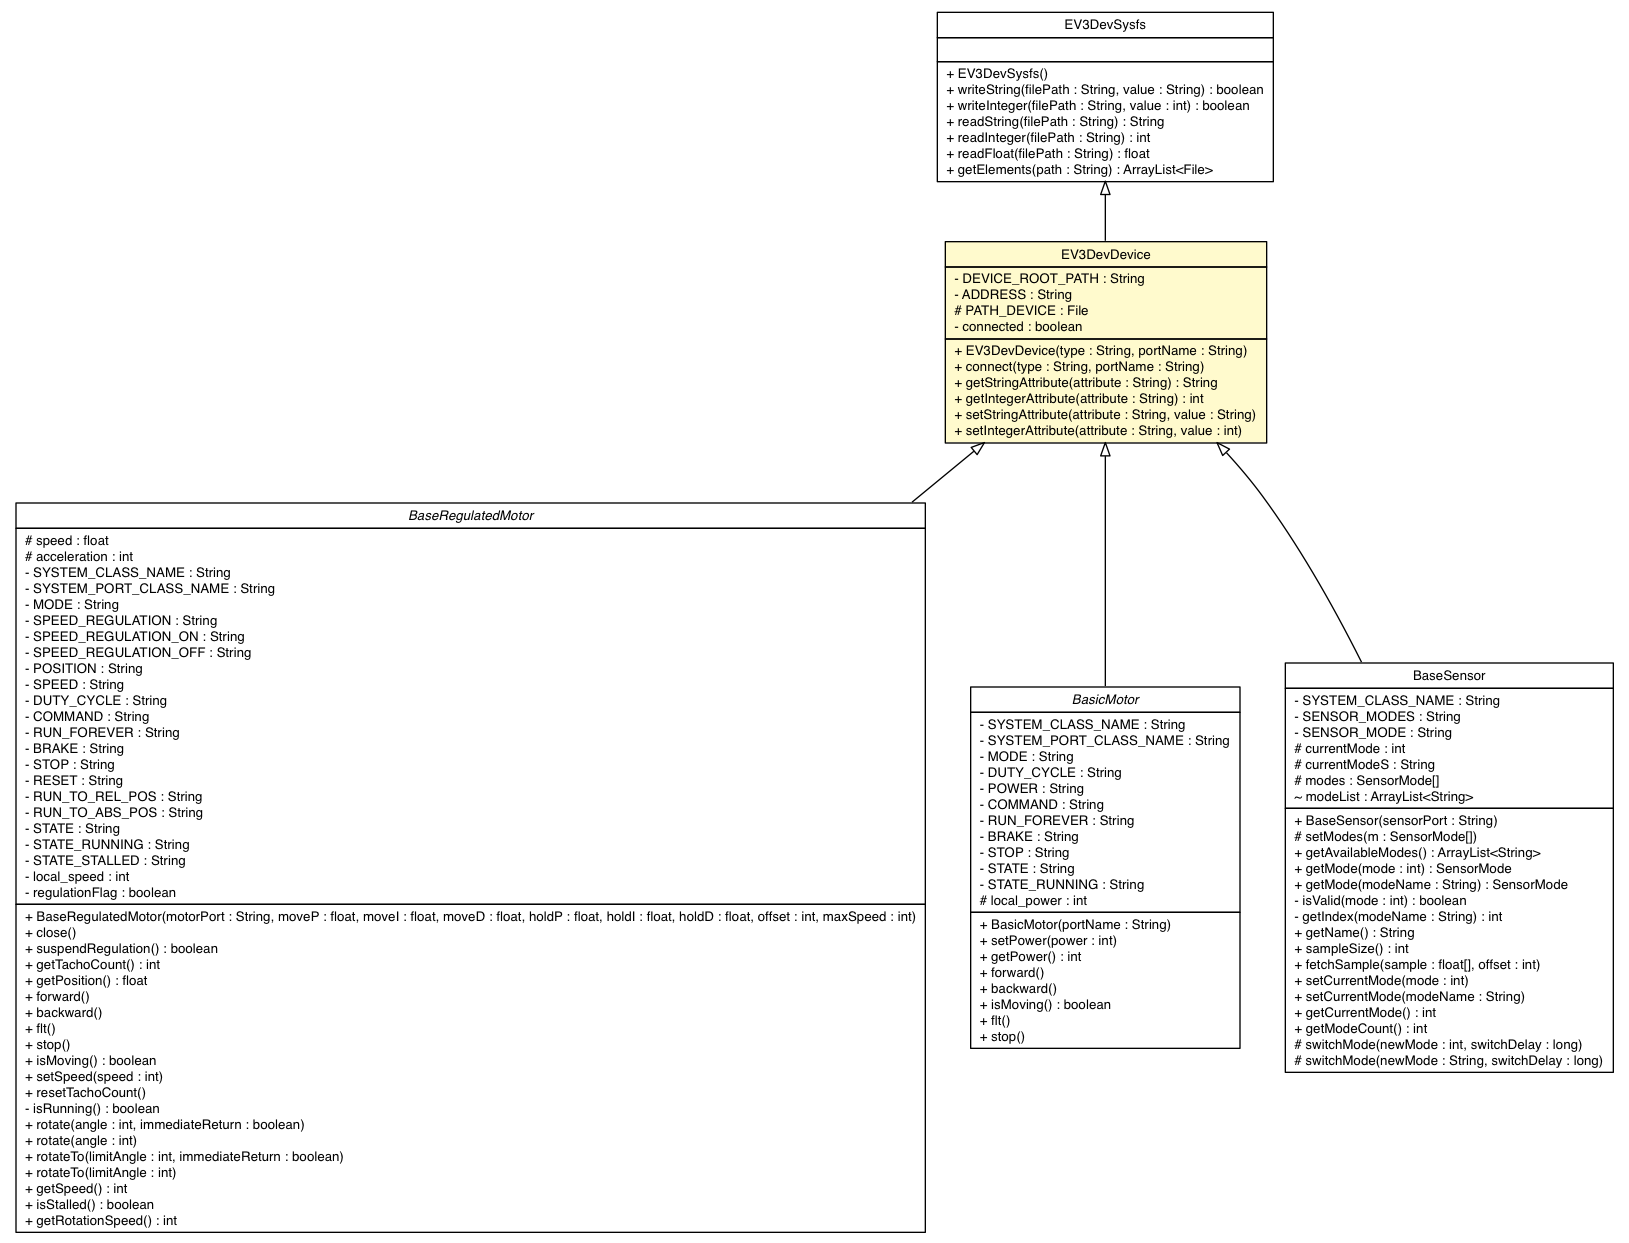 EV3DevSysfs
+ EV3DevSysfs()
+ writeString(filePath : String, value : String) : boolean
+ writeInteger(filePath : String, value : int) : boolean
+ readString(filePath : String) : String
+ readInteger(filePath : String) : int
+ readFloat(filePath : String) : float
+ getElements(path : String) : ArrayList<File>
EV3DevDevice
- DEVICE_ROOT_PATH : String
- ADDRESS : String
# PATH_DEVICE : File
- connected : boolean
+ EV3DevDevice(type : String, portName : String)
+ connect(type : String, portName : String)
+ getStringAttribute(attribute : String) : String
+ getIntegerAttribute(attribute : String) : int
+ setStringAttribute(attribute : String, value : String)
+ setIntegerAttribute(attribute : String, value : int)
BaseRegulatedMotor
# speed : float
# acceleration : int
- SYSTEM_CLASS_NAME : String
- SYSTEM_PORT_CLASS_NAME : String
- MODE : String
- SPEED_REGULATION : String
- SPEED_REGULATION_ON : String
- SPEED_REGULATION_OFF : String
- POSITION : String
- SPEED : String
- DUTY_CYCLE : String
- COMMAND : String
- RUN_FOREVER : String
- BRAKE : String
- STOP : String
- RESET : String
- RUN_TO_REL_POS : String
- RUN_TO_ABS_POS : String
- STATE : String
- STATE_RUNNING : String
- STATE_STALLED : String
- local_speed : int
- regulationFlag : boolean
+ BaseRegulatedMotor(motorPort : String, moveP : float, moveI : float, moveD : float, holdP : float, holdI : float, holdD : float, offset : int, maxSpeed : int)
+ close()
+ suspendRegulation() : boolean
+ getTachoCount() : int
+ getPosition() : float
+ forward()
+ backward()
+ flt()
+ stop()
+ isMoving() : boolean
+ setSpeed(speed : int)
+ resetTachoCount()
- isRunning() : boolean
+ rotate(angle : int, immediateReturn : boolean)
+ rotate(angle : int)
+ rotateTo(limitAngle : int, immediateReturn : boolean)
+ rotateTo(limitAngle : int)
+ getSpeed() : int
+ isStalled() : boolean
+ getRotationSpeed() : int
BasicMotor
- SYSTEM_CLASS_NAME : String
- SYSTEM_PORT_CLASS_NAME : String
- MODE : String
- DUTY_CYCLE : String
- POWER : String
- COMMAND : String
- RUN_FOREVER : String
- BRAKE : String
- STOP : String
- STATE : String
- STATE_RUNNING : String
# local_power : int
+ BasicMotor(portName : String)
+ setPower(power : int)
+ getPower() : int
+ forward()
+ backward()
+ isMoving() : boolean
+ flt()
+ stop()
BaseSensor
- SYSTEM_CLASS_NAME : String
- SENSOR_MODES : String
- SENSOR_MODE : String
# currentMode : int
# currentModeS : String
# modes : SensorMode[]
~ modeList : ArrayList<String>
+ BaseSensor(sensorPort : String)
# setModes(m : SensorMode[])
+ getAvailableModes() : ArrayList<String>
+ getMode(mode : int) : SensorMode
+ getMode(modeName : String) : SensorMode
- isValid(mode : int) : boolean
- getIndex(modeName : String) : int
+ getName() : String
+ sampleSize() : int
+ fetchSample(sample : float[], offset : int)
+ setCurrentMode(mode : int)
+ setCurrentMode(modeName : String)
+ getCurrentMode() : int
+ getModeCount() : int
# switchMode(newMode : int, switchDelay : long)
# switchMode(newMode : String, switchDelay : long)